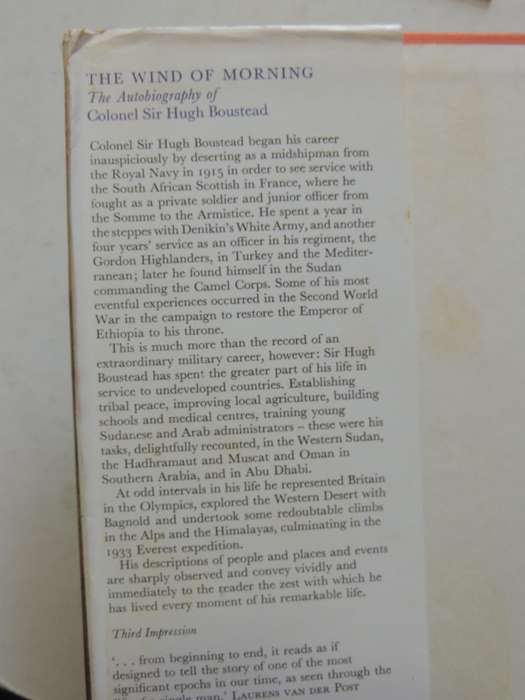 THE WIND OF MORNING
The Autobiography of
Colonel Sir Hugh Boustead
Colonel Sir Hugh Boustead began his career
inauspiciously by deserting as a midshipman from
the Royal Navy in 1915 in order to see service with
the South African Scottish in France, where he
fought as a private soldier and junior officer from
the Somme to the Armistice. He spent a year in
the steppes with Denikin's White Army, and another
four years' service as an officer in his regiment, the
Gordon Highlanders, in Turkey and the Mediter-
ranean; later he found himself in the Sudan
commanding the Camel Corps. Some of his most
eventful experiences occurred in the Second World
War in the campaign to restore the Emperor of
Ethiopia to his throne.
This is much more than the record of an
extraordinary military career, however: Sir Hugh
Boustead has spent the greater part of his life in
service to undeveloped countries. Establishing
tribal peace, improving local agriculture, building
schools and medical centres, training young
Sudanese and Arab administrators – these were his
tasks, delightfully recounted, in the Western Sudan,
the Hadhramaut and Muscat and Oman in
Southern Arabia, and in Abu Dhabi.
At odd intervals in his life he represented Britain
in the Olympics, explored the Western Desert with
Bagnold and undertook some redoubtable climbs
in the Alps and the Himalayas, culminating in the
1933 Everest expedition.
His descriptions of people and places and events
are sharply observed and convey vividly and
immediately to the reader the zest with which he
has lived every moment of his remarkable life.
Third Impression
'. . . from beginning to end, it reads as if
designed to tell the story of one of the most
significant epochs in our time, as seen through the
single man.' LAURENS VAN DER POST